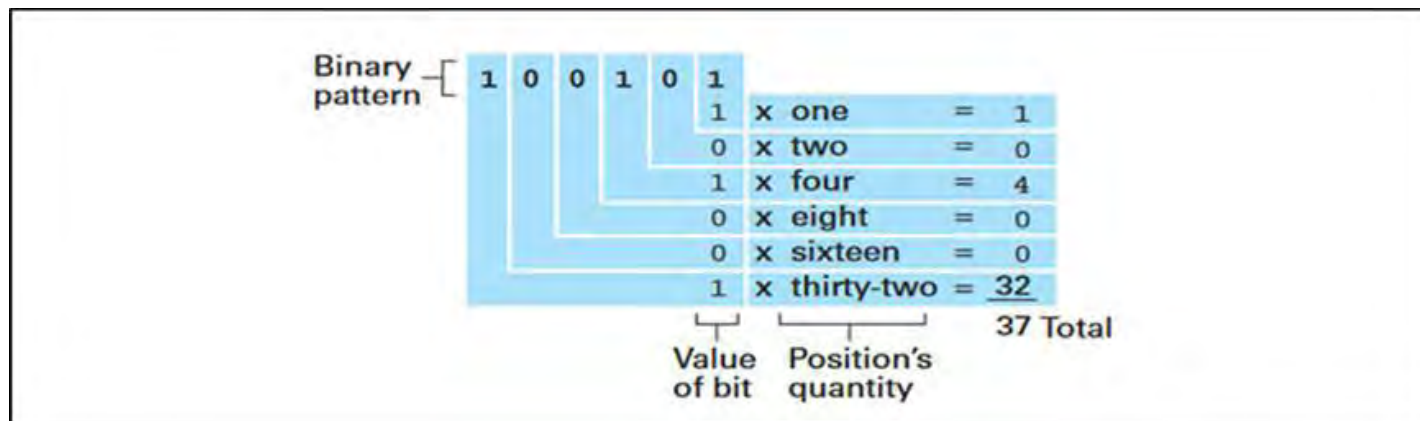 Binary pattern
1 0 0 1 0 1
1 x one = 1
0 x two = 0
1 x four = 4
0 x eight = 0
0 x sixteen = 0
1 x thirty-two = 32
37 Total
Value of bit
Position's quantity